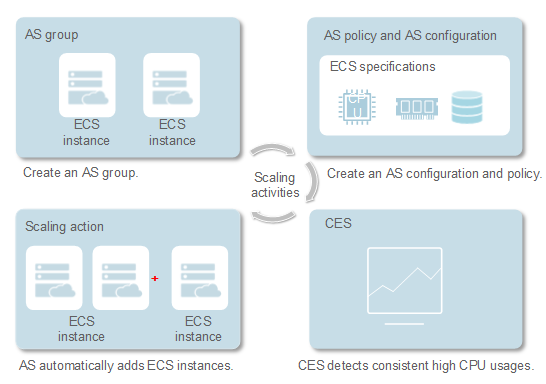 AS group
ECS
instance
ECS
instance
Create an AS group.
AS policy and AS configuration
ECS specifications
CPU
Create an AS configuration and policy.
Scaling
activities
Scaling action
+
ECS
instance
ECS
instance
AS automatically adds ECS instances.
CES
CES detects consistent high CPU usages.